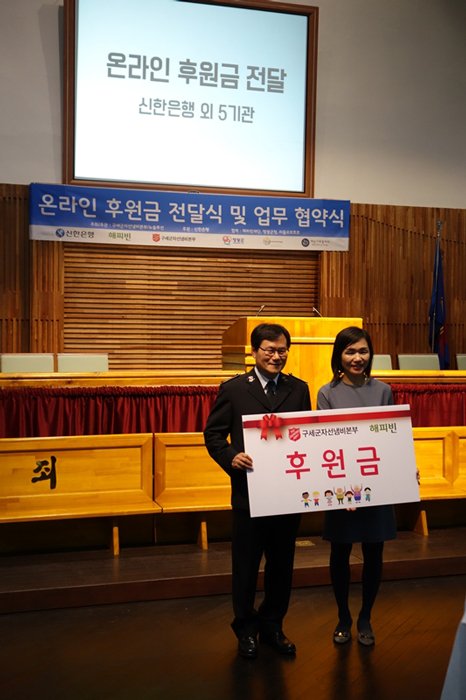 온라인 후원금 전달
신한은행 외 5기관
온라인 후원금 전달식 및 업무 협약식
신한은행 해피빈 구세군자선냄비본부
구세군자선냄비본부 해피빈
후원금
죄